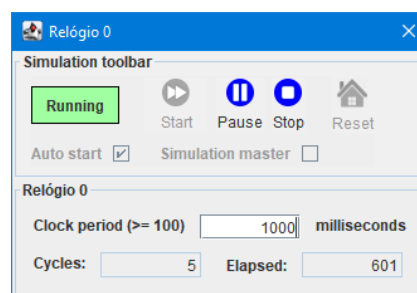 Relógio 0
Simulation toolbar
Running
Start Pause Stop Reset
Auto start Simulation master
Relógio 0
Clock period (>= 100) 1000 milliseconds
Cycles: 5 Elapsed: 601